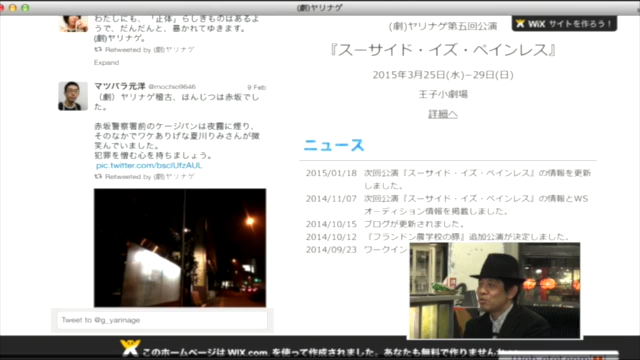 (劇)ヤリナゲ
わたしにも、「正体」らしきものはあるよ
うで、だんだんと、暴かれてゆきます。
(劇)ヤリナゲ。
Retweeted by (劇)ヤリナゲ
Expand
マツバラ元洋 @mochio9646 9 Feb
（劇）ヤリナゲ稽古、ほんじつは赤坂でし
た。
赤坂警察署前のケージバンは夜霧に煙り、
そのなかでワケありげな夏川りみさんが微
笑んでいました。
犯罪を憎む心を持ちましょう。
Retweeted by (劇)ヤリナゲ
Tweet to @g_yarinage
WiX サイトを作ろう！
(劇)ヤリナゲ第五回公演
『スーサイド・イズ・ペインレス』
2015年3月25日(水)−29日(日)
王子小劇場
詳細へ
ニュース
2015/01/18 次回公演『スーサイド・イズ・ペインレス』の情報を更新
しました。
2014/11/07 次回公演『スーサイド・イズ・ペインレス』の情報とWS
オーディション情報を掲載しました。
2014/10/15 ブログが更新されました。
2014/10/12 『フランドン農学校の豚』追加公演が決定しました。
2014/09/23 ワークイン
このホームページは WIX.com を使って作成されました。あなたも無料で作りませんか